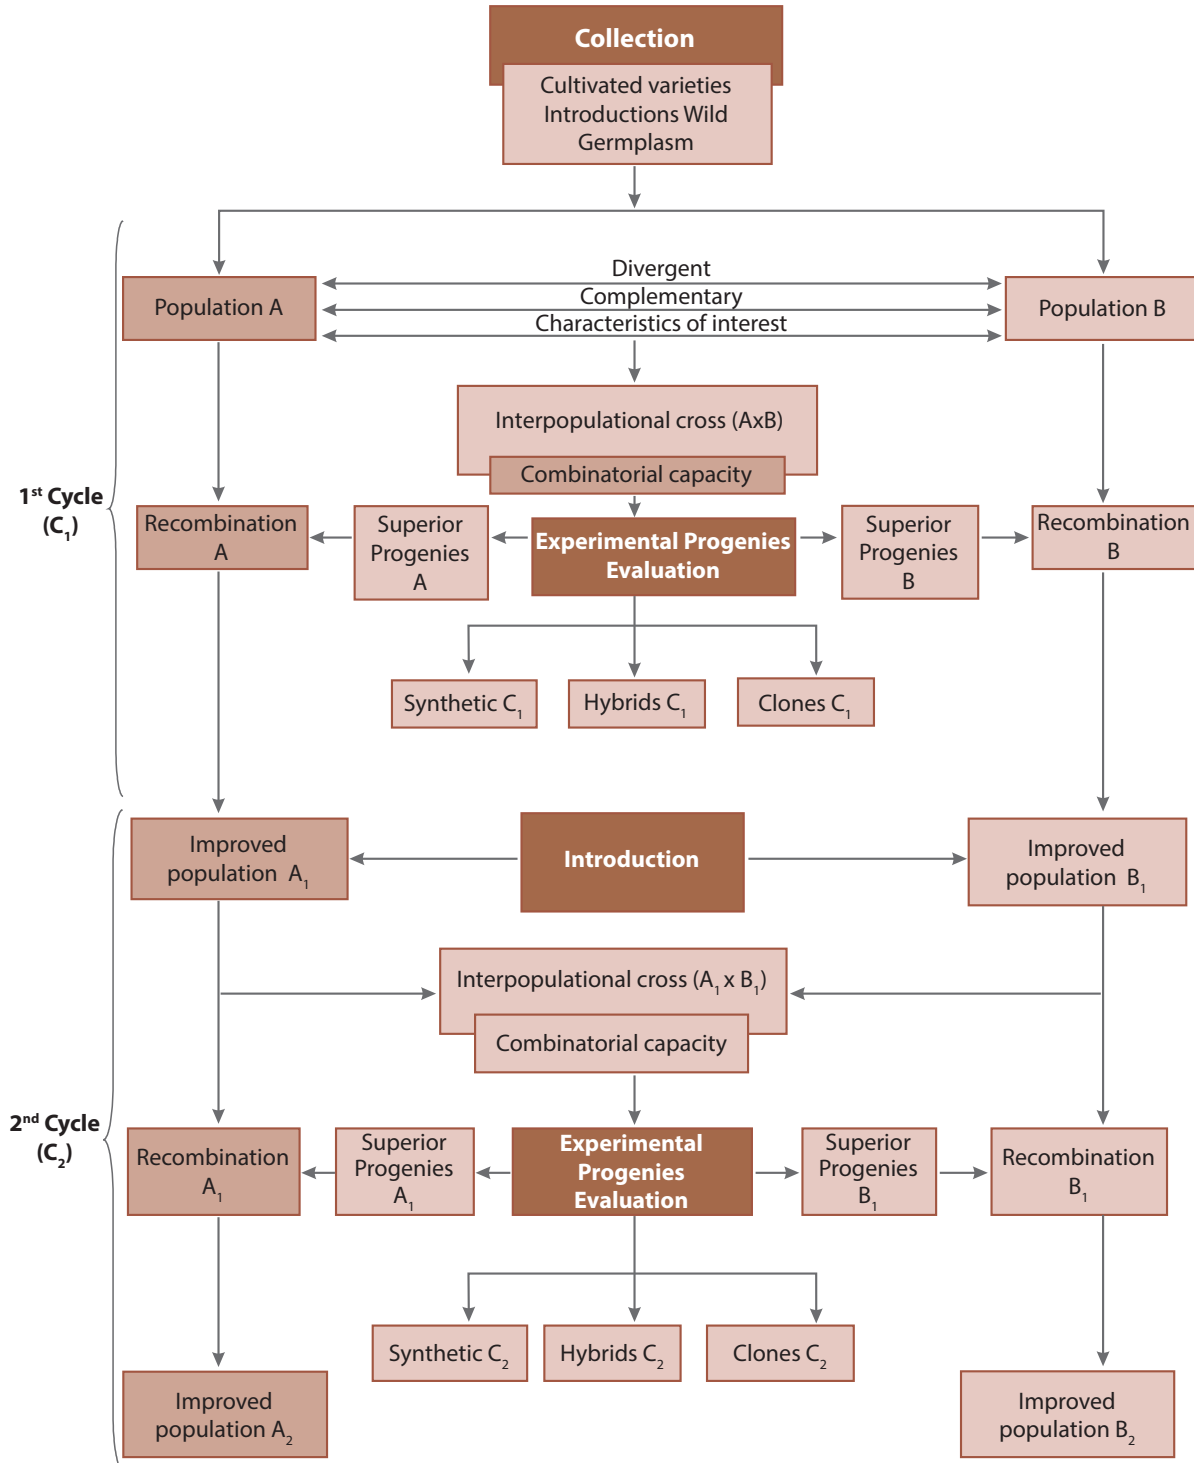 Collection
Cultivated varieties
Introductions Wild
Germplasm
Divergent
Complementary
Characteristics of interest
Population A
Population B
Interpopulational cross (AxB)
Combinatorial capacity
1st Cycle
(C1)
Recombination
A
Superior
Progenies
A
Experimental Progenies
Evaluation
Superior
Progenies
B
Recombination
B
Synthetic C1
Hybrids C1
Clones C1
Improved
population A1
Introduction
Improved
population B1
Interpopulational cross (A1 x B1)
Combinatorial capacity
2nd Cycle
(C2)
Recombination
A1
Superior
Progenies
A1
Experimental
Progenies
Evaluation
Superior
Progenies
B1
Recombination
B1
Synthetic C2
Hybrids C2
Clones C2
Improved
population A2
Improved
population B2